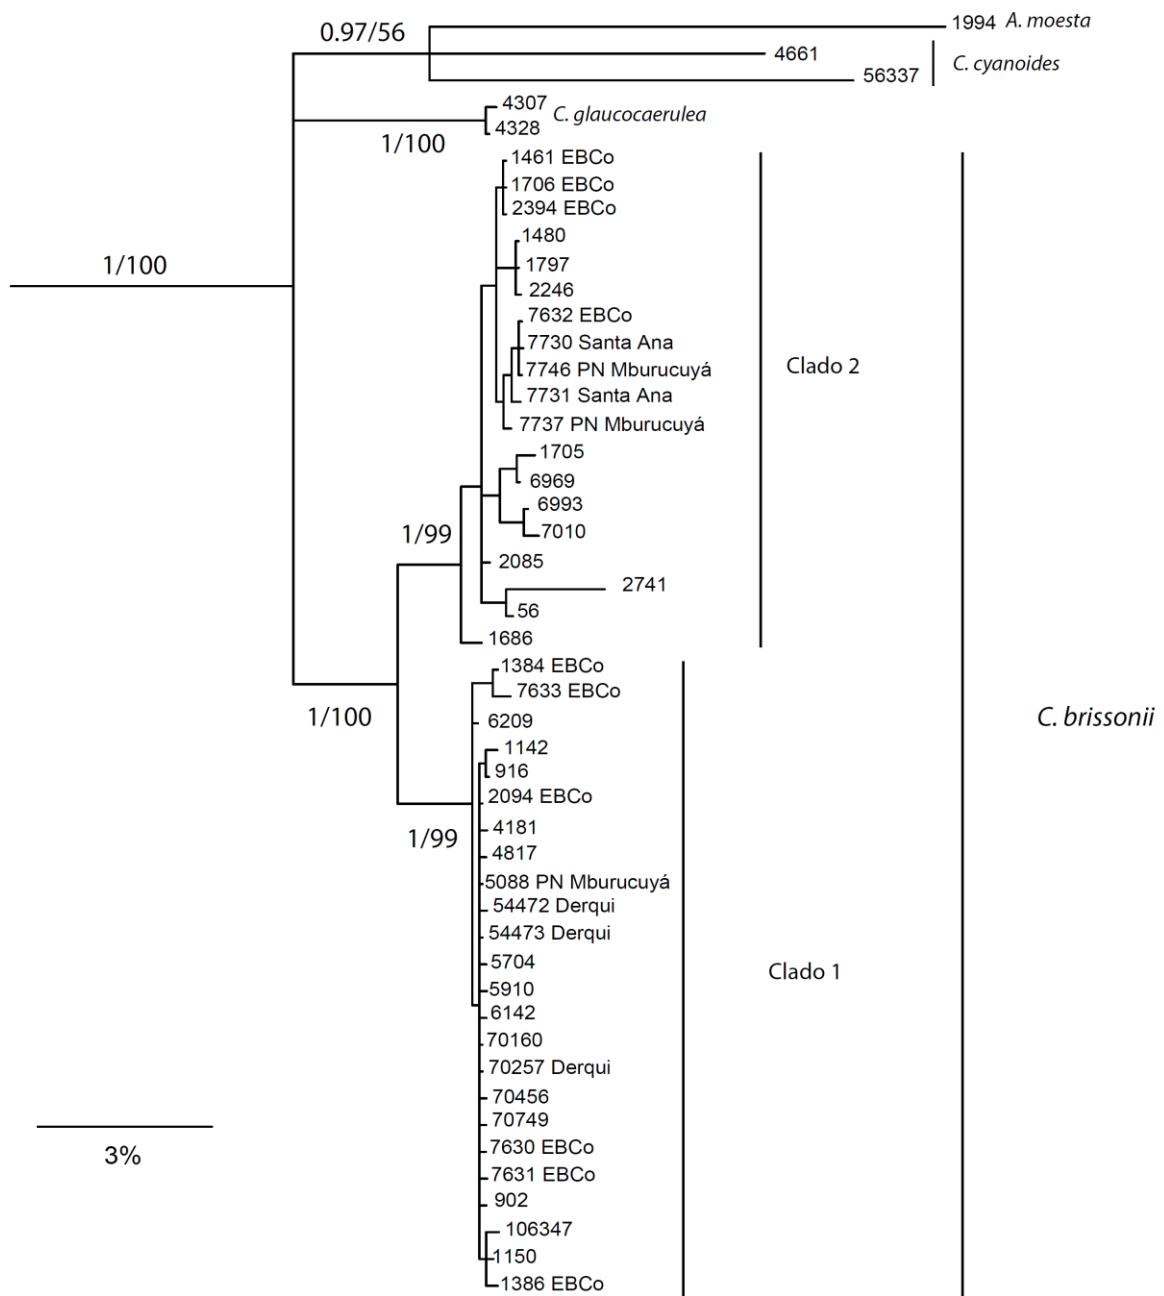 0.97/56
1994 A. moesta
4661
C. cyanoides
56337
4307
C. glaucocaerulea
4328
1/100
1461 EBCo
1706 EBCo
2394 EBCo
1480
1/100
1797
2246
7632 EBCo
7730 Santa Ana
7746 PN Mburucuyá
Clado 2
7731 Santa Ana
7737 PN Mburucuyá
1705
6969
6993
1/99
7010
2085
2741
56
1686
1384 EBCo
7633 EBCo
1/100
C. brissonii
6209
1142
916
2094 EBCo
4181
1/99
4817
5088 PN Mburucuyá
54472 Derqui
54473 Derqui
5704
Clado 1
5910
6142
70160
70257 Derqui
70456
70749
7630 EBCo
3%
7631 EBCo
902
106347
1150
1386 EBCo